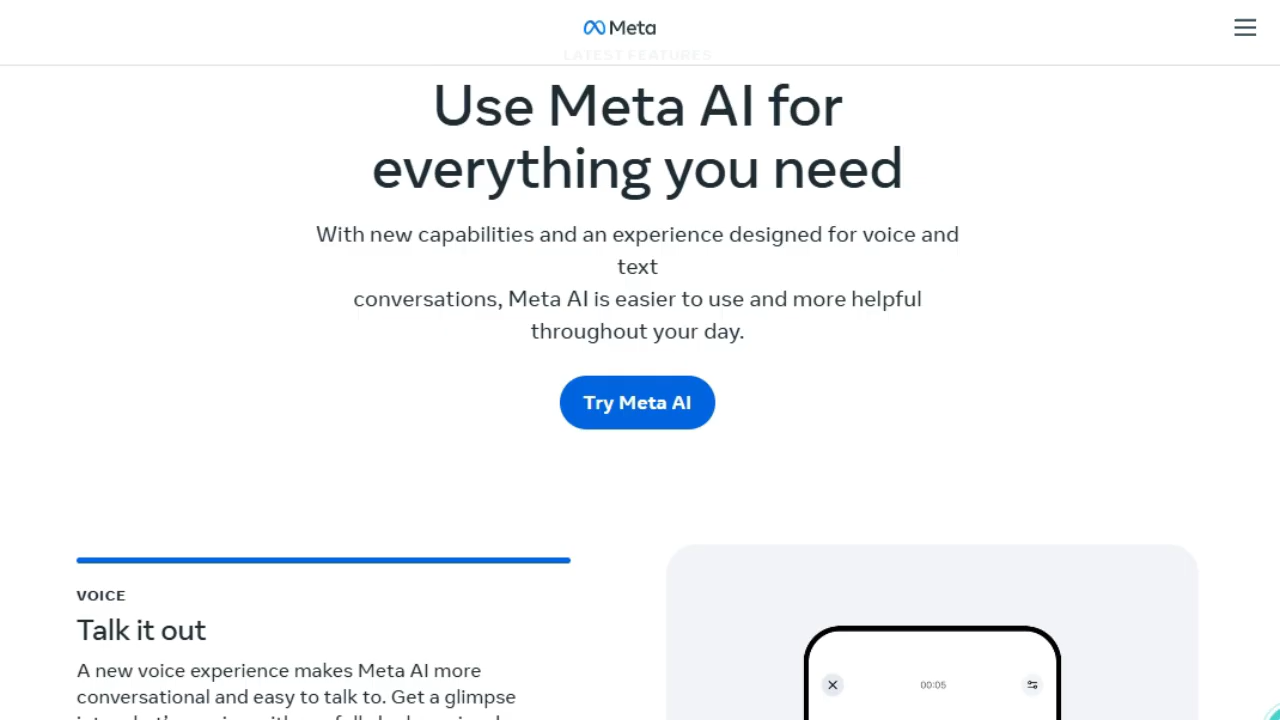 Meta
LATEST FEATURES
Use Meta AI for
everything you need
With new capabilities and an experience designed for voice and
text
conversations, Meta AI is easier to use and more helpful
throughout your day.
Try Meta AI
VOICE
Talk it out
A new voice experience makes Meta AI more
conversational and easy to talk to. Get a glimpse
00:05